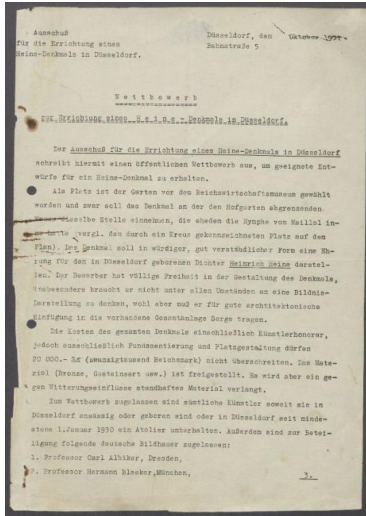 Ausschuß
für die Errichtung eines
Heine-Denkmals in Düsseldorf.
Düsseldorf, den Oktober
Bahnstraße 5
Wettbewerb
zur Errichtung eines Heine-Denkmals in Düsseldorf.
Der Ausschuß für die Errichtung eines Heine-Denkmals in Düsseldorf
schreibt hiermit einen öffentlichen Wettbewerb aus, um geeignete Ent-
würfe für ein Heine-Denkmal zu erhalten.
Als Platz ist der Garten vor dem Reichswirtschaftsmuseum gewählt
worden und zwar soll das Denkmal an der den Hofgarten abgrenzenden
dieselbe Stelle einnehmen, die ehedem die Nymphe von Maillol in-
(vergl. den durch ein Kreuz gekennzeichneten Platz auf dem
Plan). Das Denkmal soll in würdiger, gut verständlicher Form eine Eh-
rung für den in Düsseldorf geborenen Dichter Heinrich Heine darstel-
len. Der Bewerber hat völlige Freiheit in der Gestaltung des Denkmals,
insbesondere braucht er nicht unter allen Umständen an eine Bildnis-
Darstellung zu denken, wohl aber muß er für gute architektonische
Einfügung in die vorhandene Gesamtanlage Sorge tragen.
Die Kosten des gesamten Denkmals einschließlich Künstlerhonorar,
jedoch ausschließlich Fundamentierung und Platzgestaltung dürfen
20 000.- RM (zwanzigtausend Reichsmark) nicht überschreiten. Das Mate-
rial (Bronze, Gusteinsart usw.) ist freigestellt. Es wird aber ein ge-
gen Witterungseinflüsse standhaftes Material verlangt.
Zum Wettbewerb zugelassen sind sämtliche Künstler soweit sie in
Düsseldorf ansässig oder geboren sind oder in Düsseldorf seit minde-
stens 1.Januar 1930 ein Atelier unterhalten. Außerdem sind zur Betei-
ligung folgende deutsche Bildhauer zugelassen:
1. Professor Carl Albiker, Dresden,
2. Professor Hermann Bleeker,München,
3.